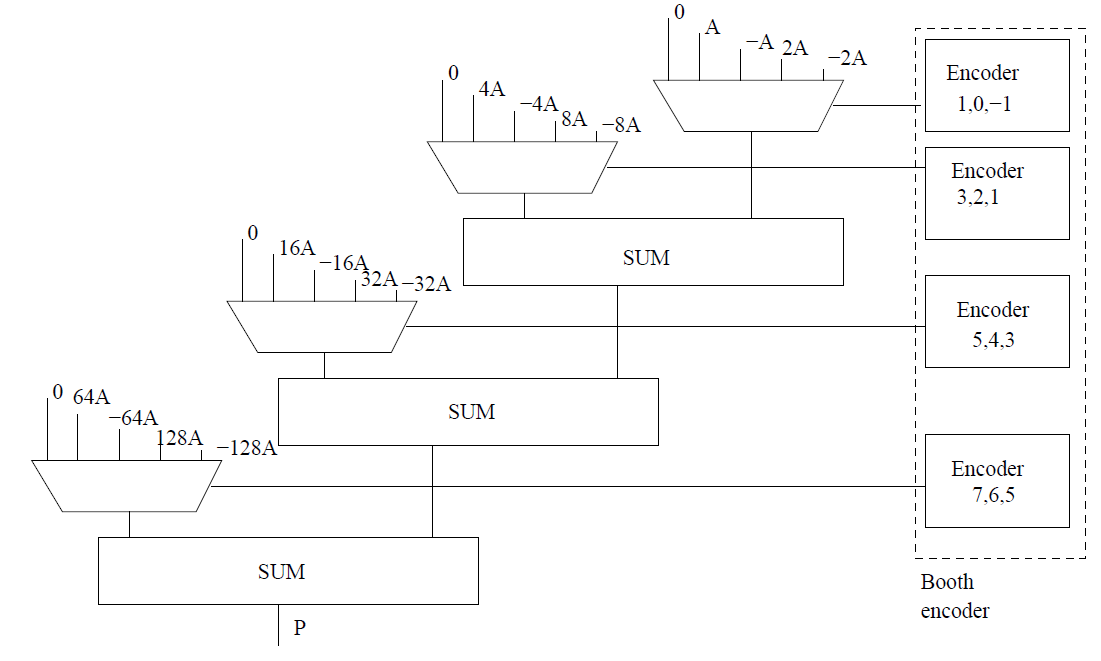 0
A
−A
2A
−2A
Encoder
1,0,−1
0
4A
−4A
8A
−8A
Encoder
3,2,1
SUM
0
16A
−16A
32A
−32A
Encoder
5,4,3
SUM
0
64A
−64A
128A
−128A
Encoder
7,6,5
SUM
Booth
encoder
P